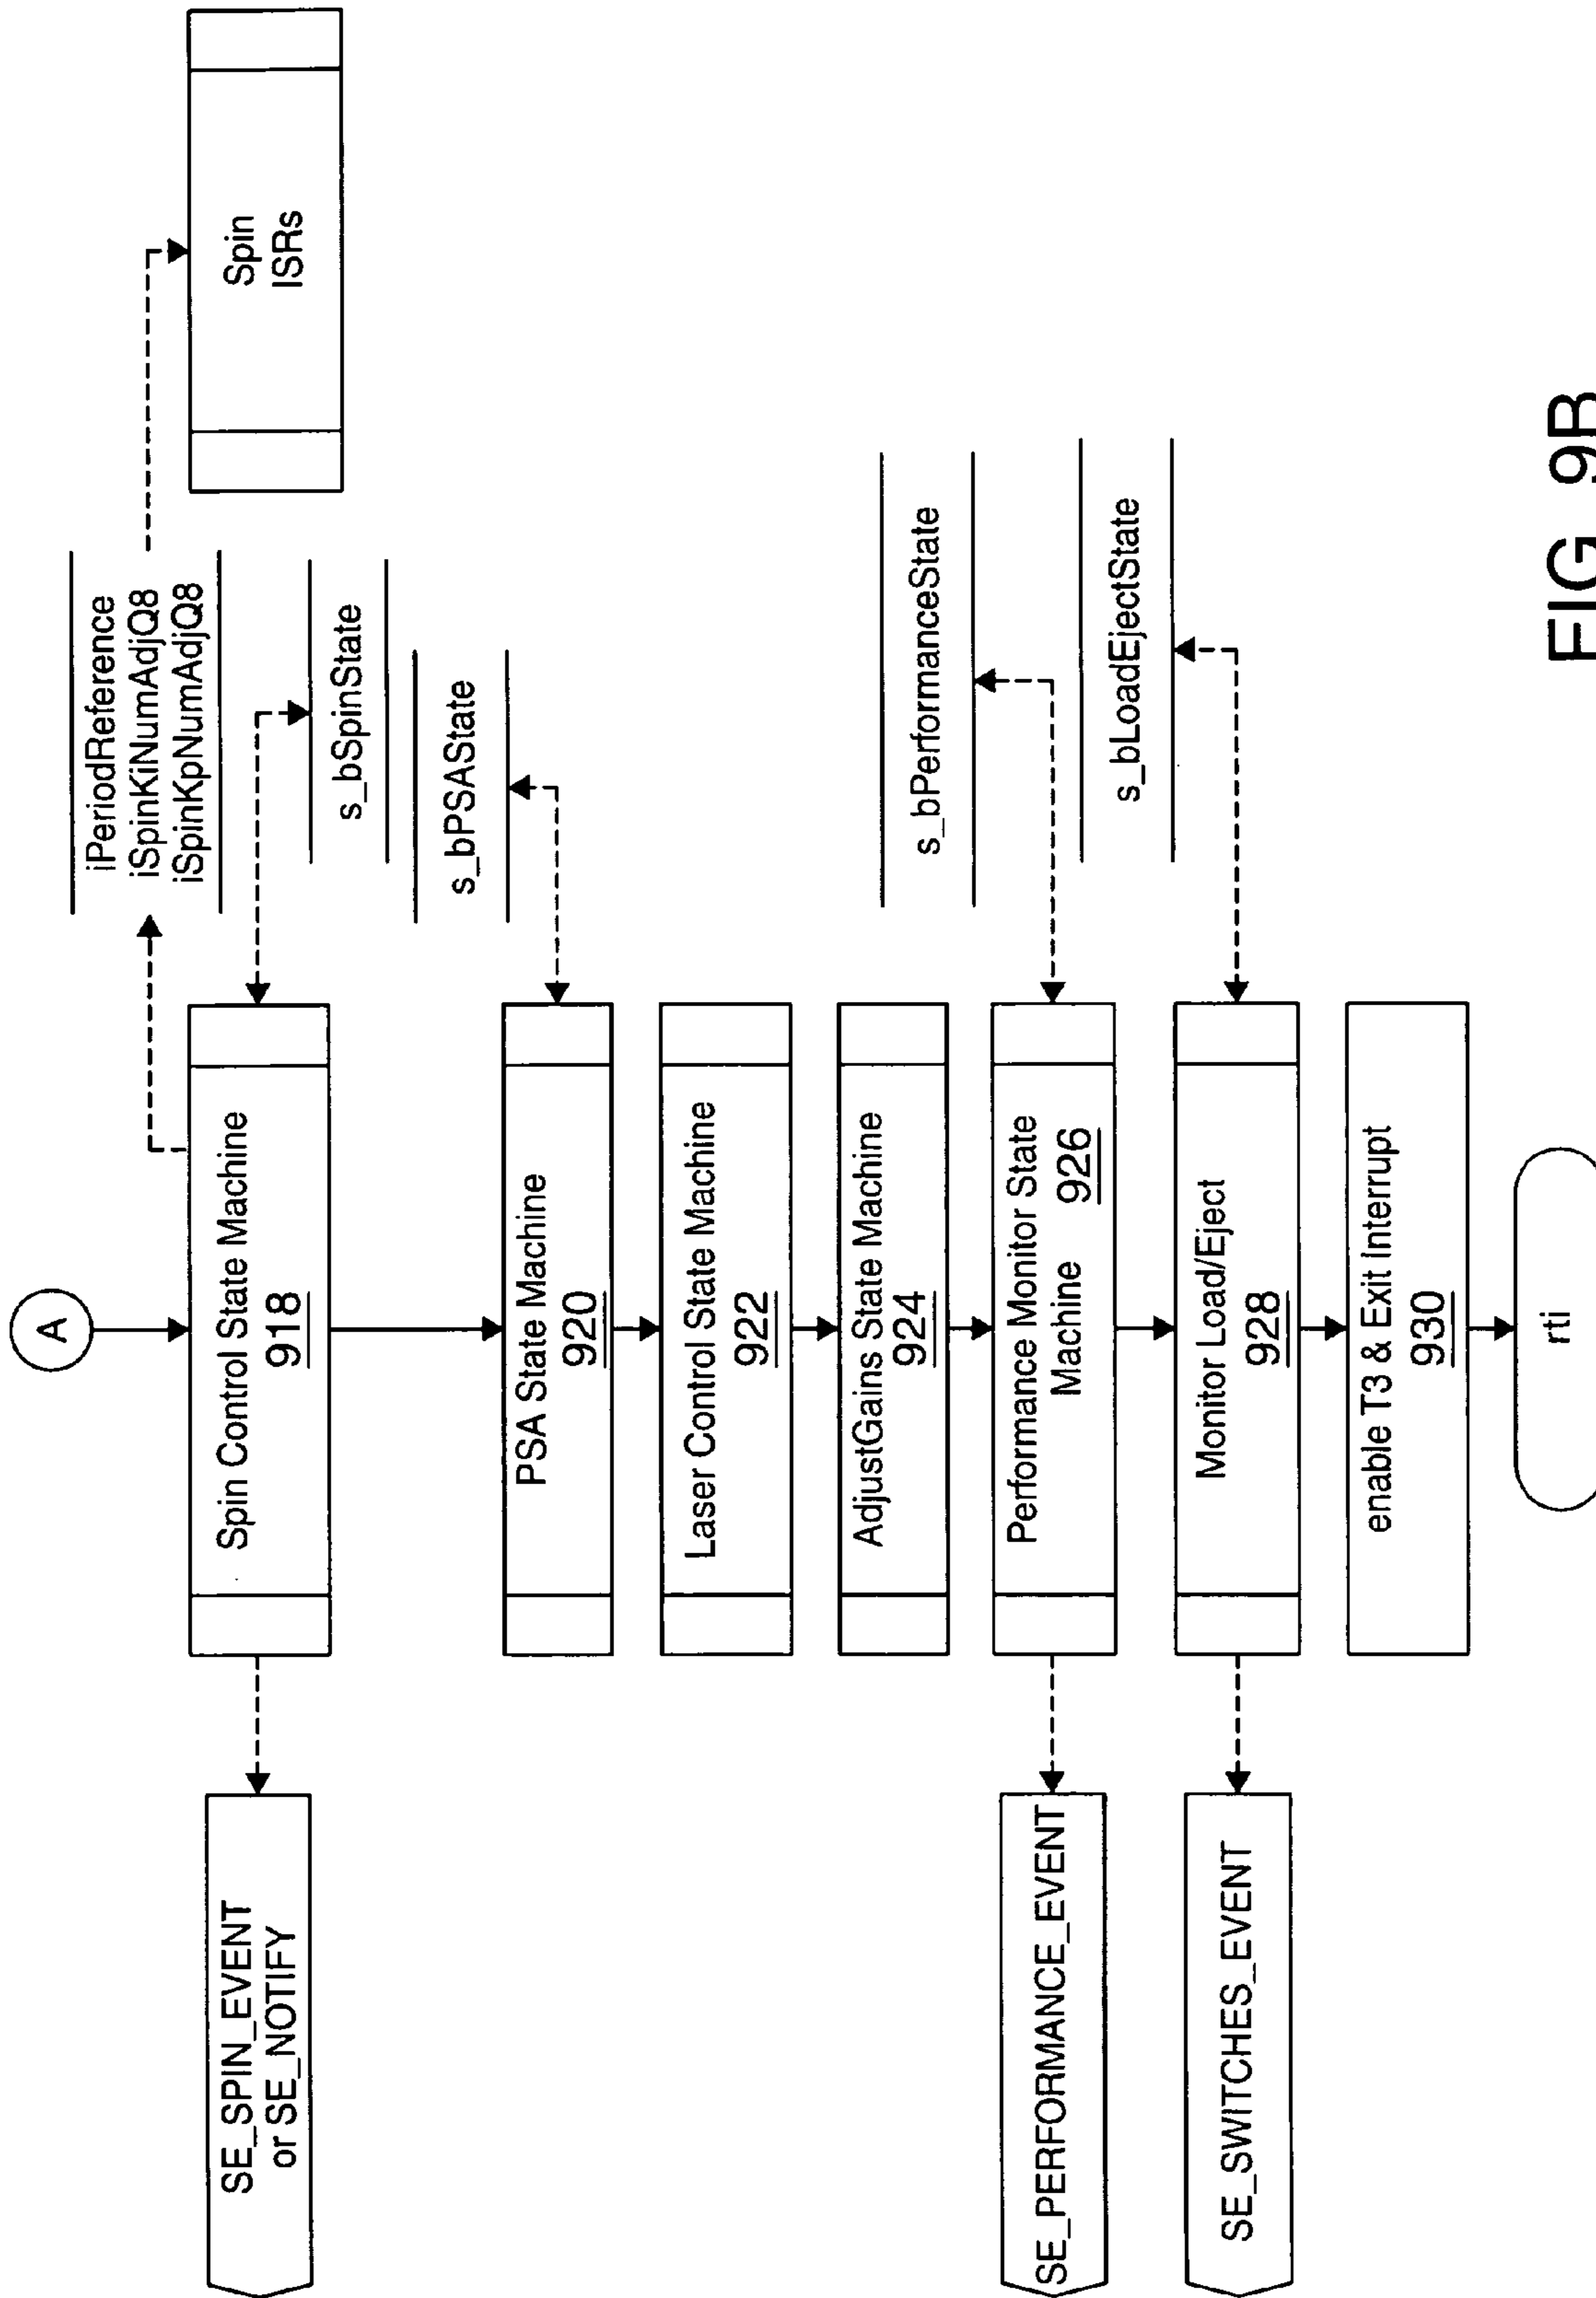 A
SE_SPIN_EVENT
or SE_NOTIFY
Spin Control State Machine
918
iPeriodReference
iSpinKiNumAdjQ8
iSpinKpNumAdjQ8
Spin
ISRs
s_bSpinState
s_bPSAState
PSA State Machine
920
Laser Control State Machine
922
AdjustGains State Machine
924
SE_PERFORMANCE_EVENT
Performance Monitor State
Machine 926
s_bPerformanceState
SE_SWITCHES_EVENT
Monitor Load/Eject
928
s_bLoadEjectState
enable T3 & Exit Interrupt
930
rti
FIG 9B